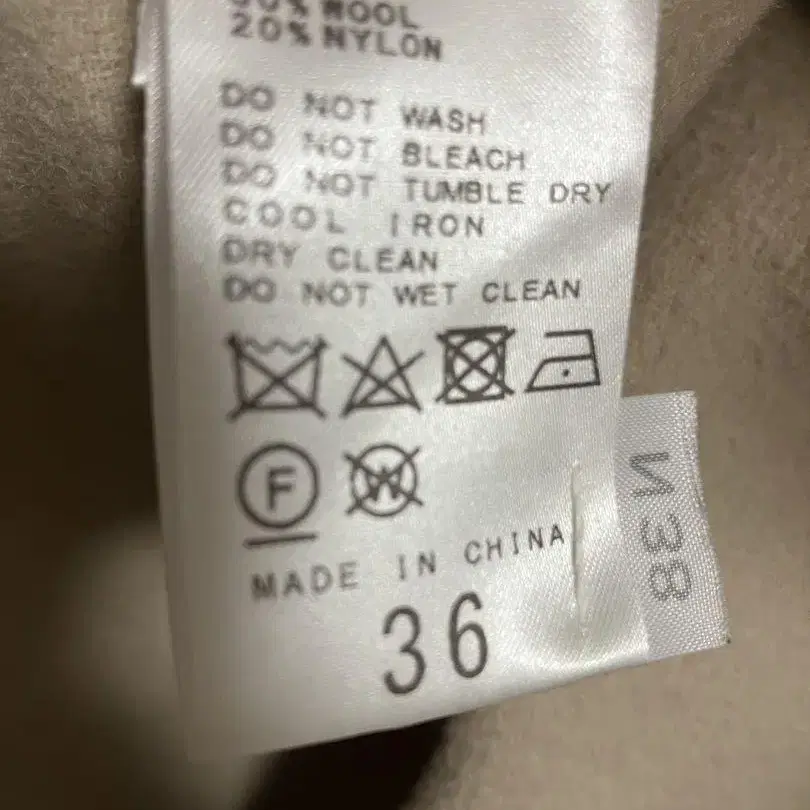 WOOL
20% NYLON
DO NOT WASH
DO NOT BLEACH
DO NOT TUMBLE DRY
COOL IRON
DRY CLEAN
DO NOT WET CLEAN
F W
MADE IN CHINA
36
И38